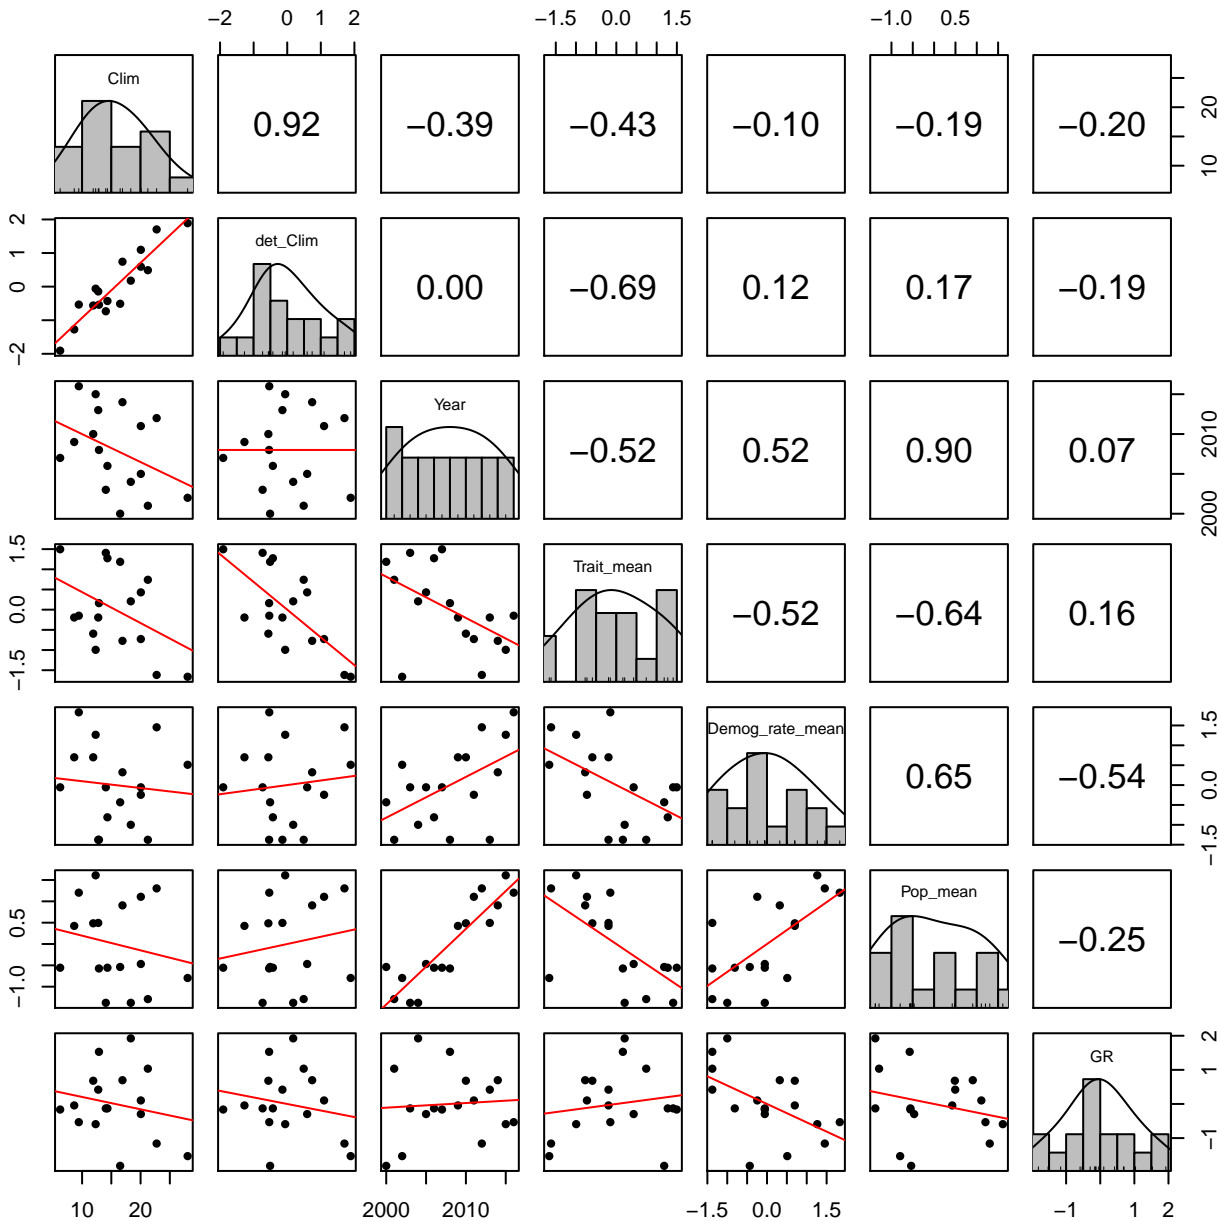 −2 0 1 2 −1.5 0.0 1.5 −1.0 0.5
Clim 0.92 −0.39 −0.43 −0.10 −0.19 −0.20 10 20
−2 0 1 2 det_Clim 0.00 −0.69 0.12 0.17 −0.19
Year −0.52 0.52 0.90 0.07 2000 2010
−1.5 0.0 1.5 Trait_mean −0.52 −0.64 0.16
Demog_rate_mean 0.65 −0.54 −1.5 0.0 1.5
−1.0 0.5 Pop_mean −0.25
GR −1 1 2
10 20 2000 2010 −1.5 0.0 1.5 −1 1 2